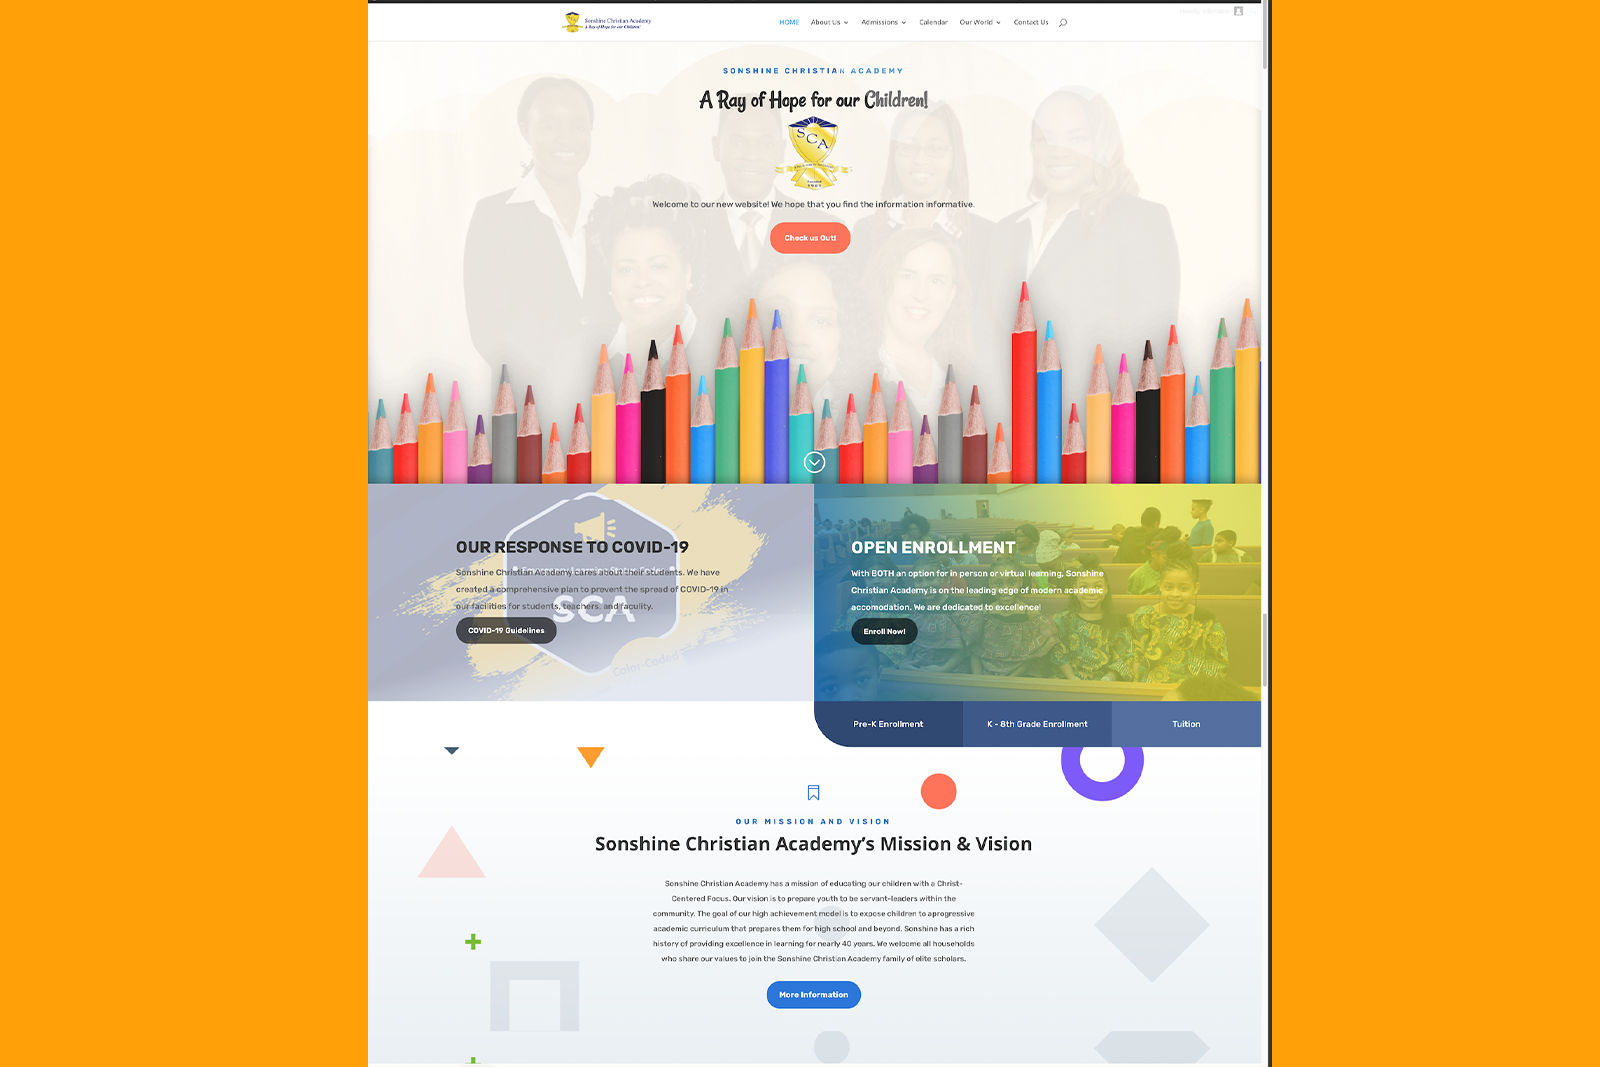 Sonshine Christian Academy
A Ray of Hope for our Children!
HOME About Us Admissions Calendar Our World Contact Us
SONSHINE CHRISTIAN ACADEMY
A Ray of Hope for our Children!
SCA
Welcome to our new website! We hope that you find the information informative.
Check us Out!
OUR RESPONSE TO COVID-19
Sonshine Christian Academy cares about their students. We have
created a comprehensive plan to prevent the spread of COVID-19 in
our facilities for students, teachers, and faculity.
SCA
COVID-19 Guidelines
Color-Coded
OPEN ENROLLMENT
With BOTH an option for in person or virtual learning, Sonshine
Christian Academy is on the leading edge of modern academic
accomodation. We are dedicated to excellence!
Enroll Now!
Pre-K Enrollment K - 8th Grade Enrollment Tuition
OUR MISSION AND VISION
Sonshine Christian Academy's Mission & Vision
Sonshine Christian Academy has a mission of educating our children with a Christ-
Centered Focus. Our vision is to prepare youth to be servant-leaders within the
community. The goal of our high achievement model is to expose children to aprogressive
academic curriculum that prepares them for high school and beyond. Sonshine has a rich
history of providing excellence in learning for nearly 40 years. We welcome all households
who share our values to join the Sonshine Christian Academy family of elite scholars.
More Information